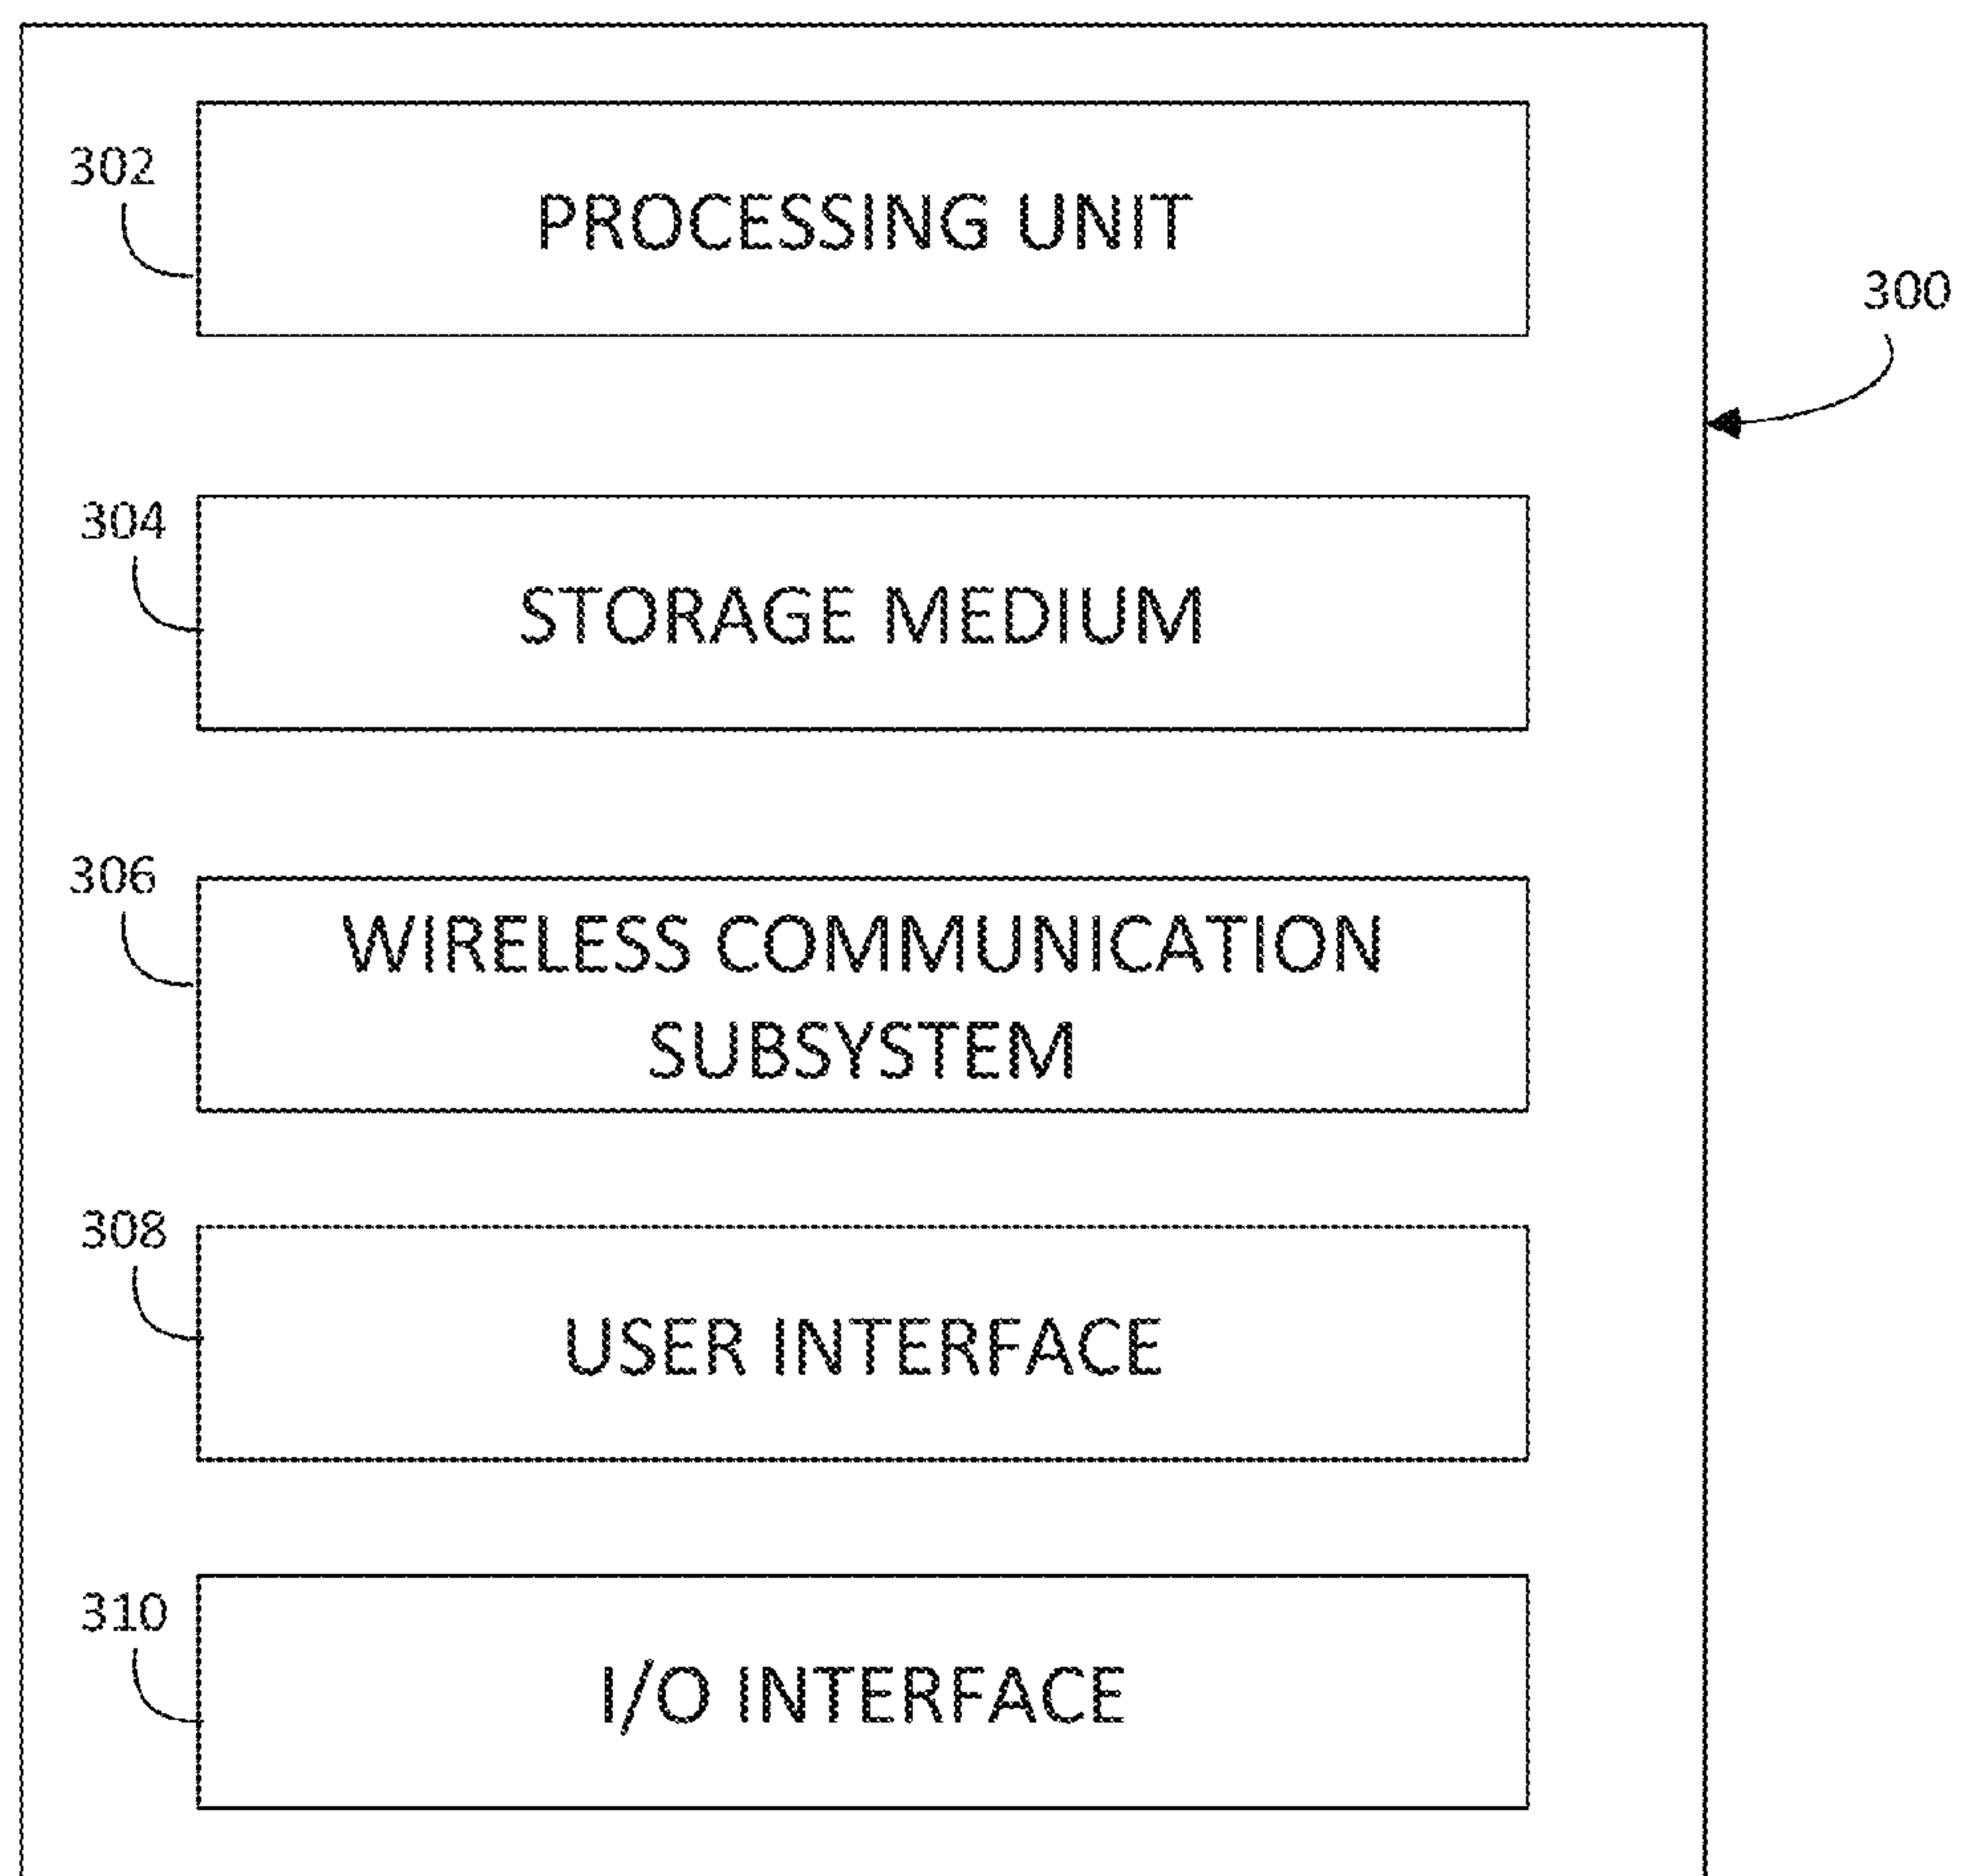 302
PROCESSING UNIT
300
304
STORAGE MEDIUM
306
WIRELESS COMMUNICATION
SUBSYSTEM
308
USER INTERFACE
310
I/O INTERFACE